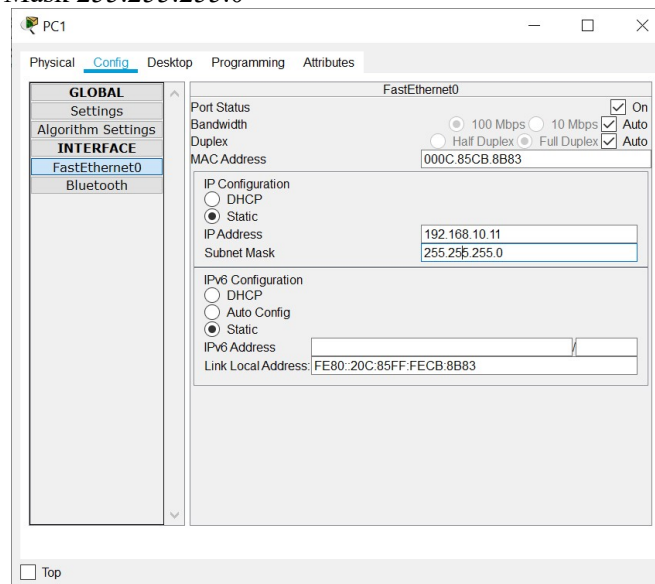 Mask 255.255.255.0
PC1
Physical Config Desktop Programming Attributes
GLOBAL
Settings
Algorithm Settings
INTERFACE
FastEthernet0
Bluetooth
FastEthernet0
Port Status On
Bandwidth 100 Mbps 10 Mbps Auto
Duplex Half Duplex Full Duplex Auto
MAC Address 000C.85CB.8B83
IP Configuration
DHCP
Static
IP Address 192.168.10.11
Subnet Mask 255.255.255.0
IPv6 Configuration
DHCP
Auto Config
Static
IPv6 Address /
Link Local Address: FE80::20C:85FF:FECB:8B83
Top